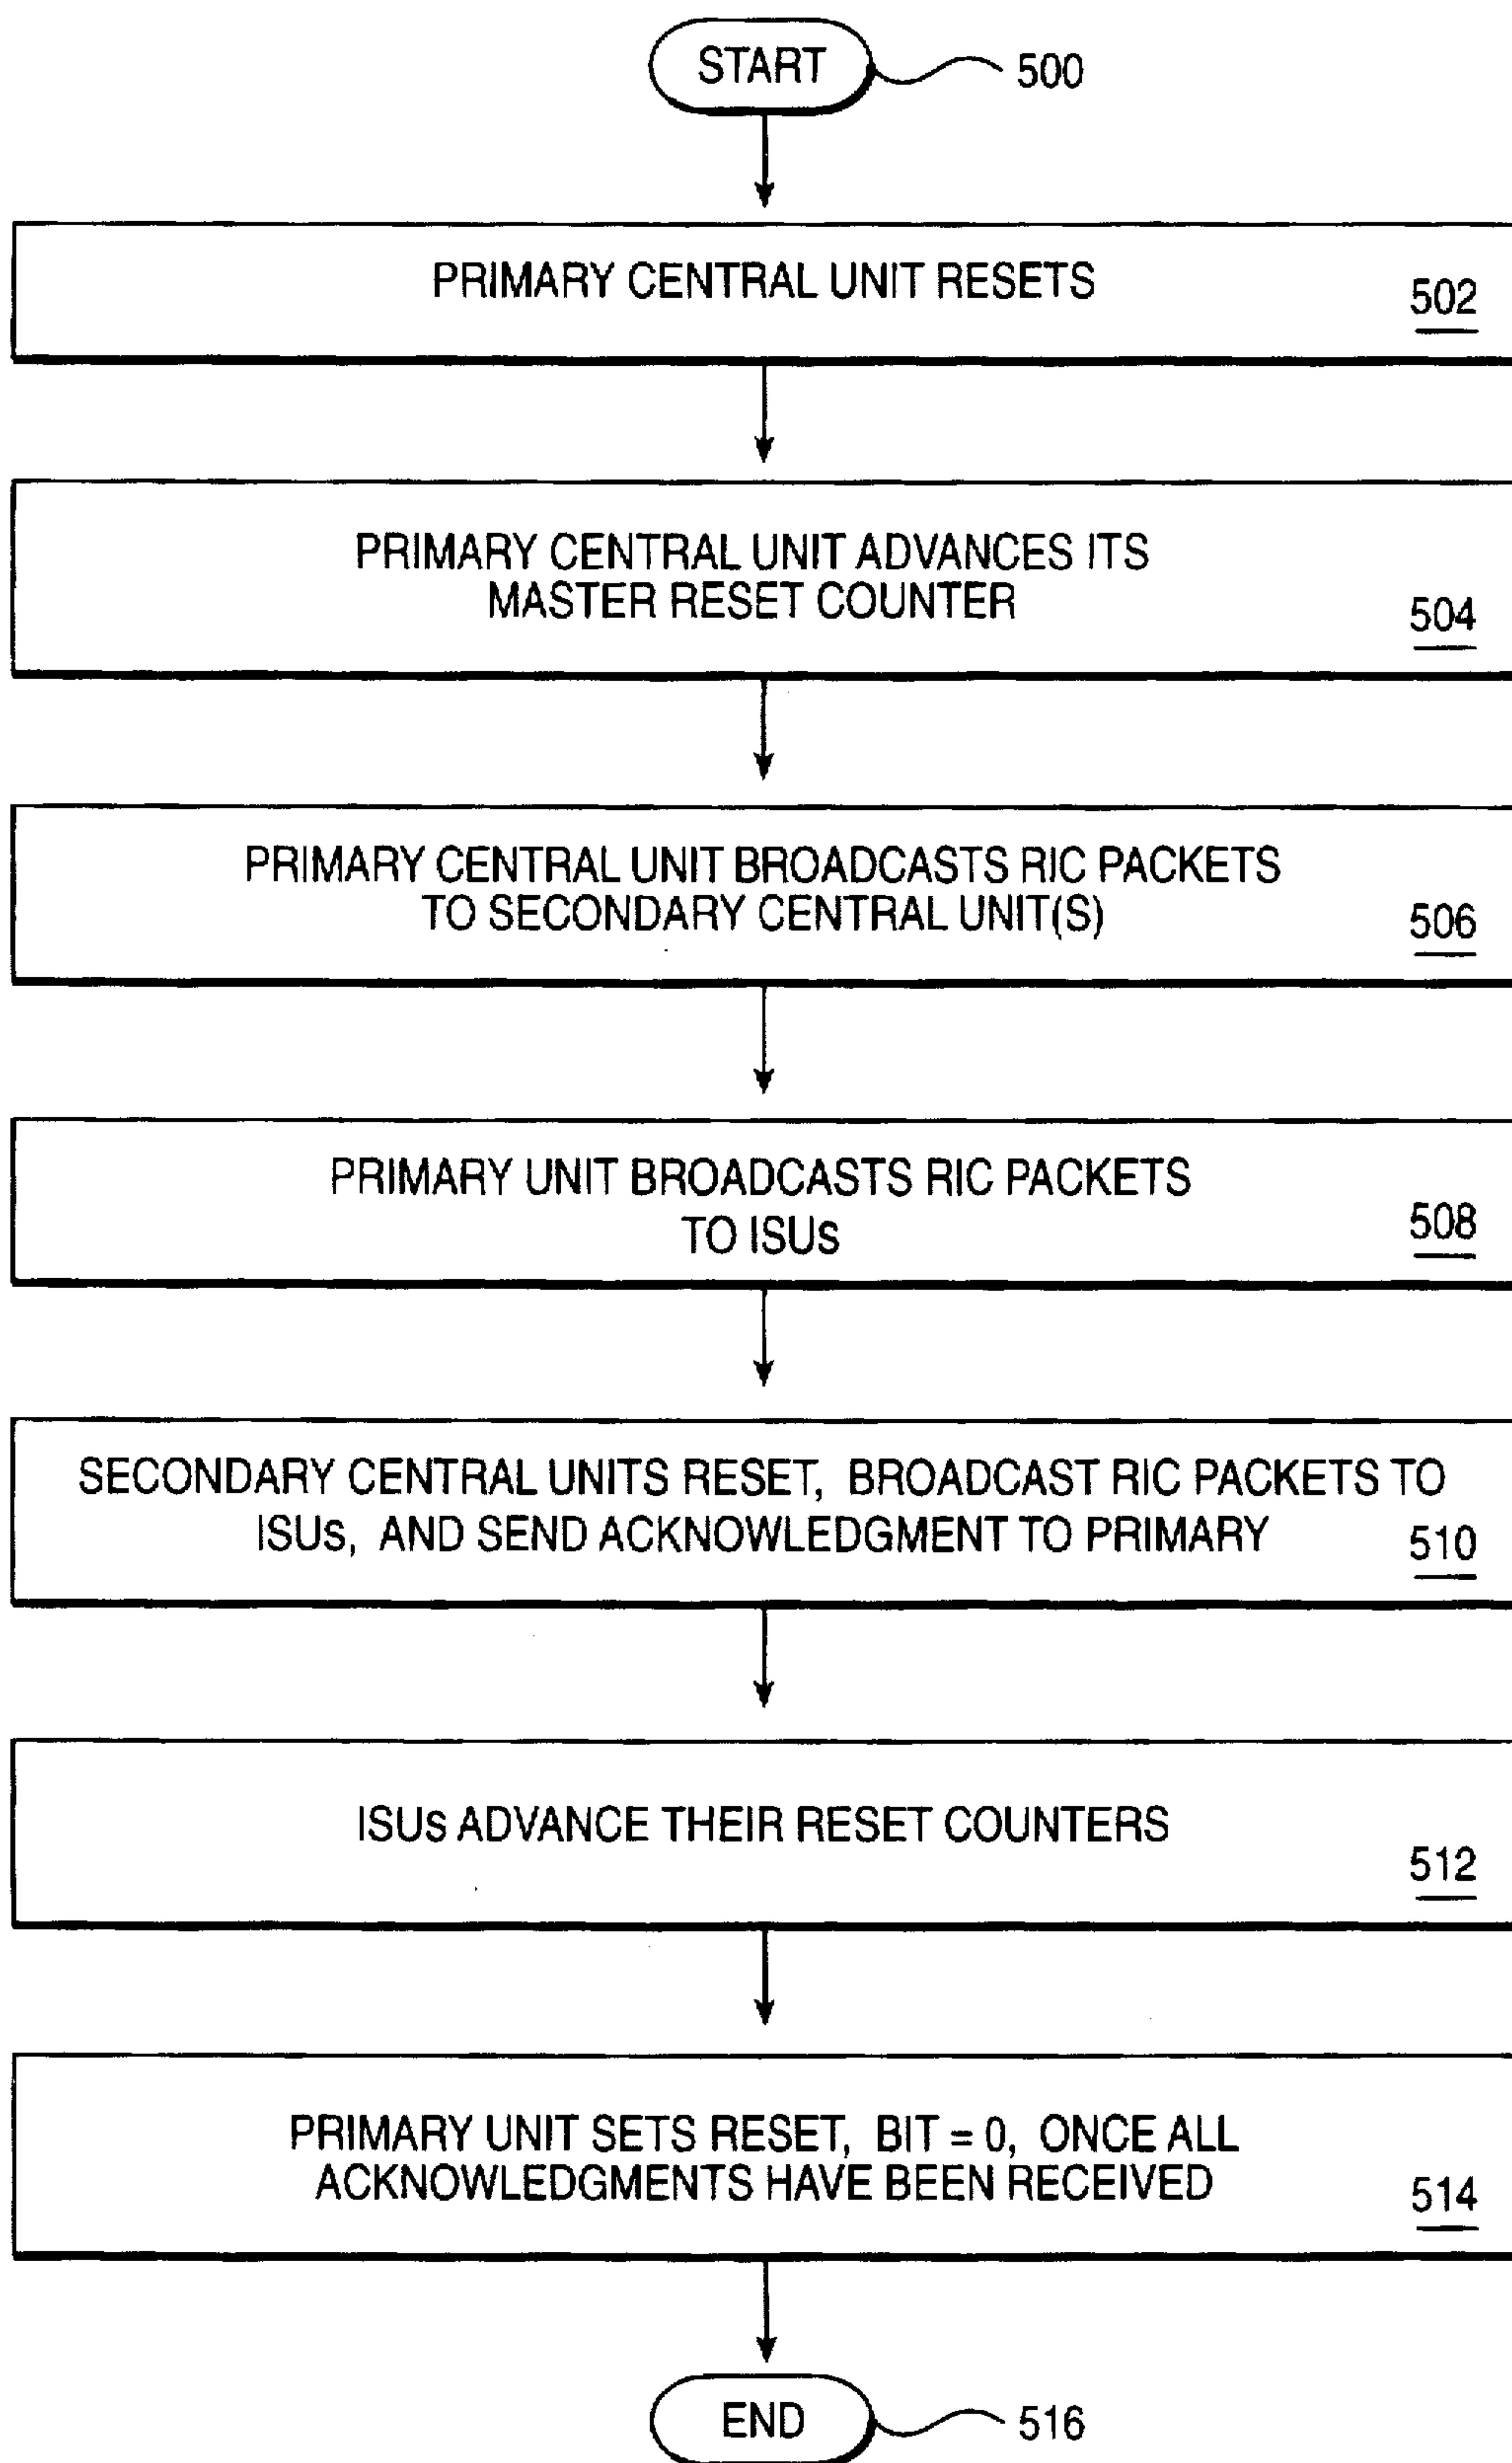 START 500
PRIMARY CENTRAL UNIT RESETS
502
PRIMARY CENTRAL UNIT ADVANCES ITS
MASTER RESET COUNTER
504
PRIMARY CENTRAL UNIT BROADCASTS RIC PACKETS
TO SECONDARY CENTRAL UNIT(S)
506
PRIMARY UNIT BROADCASTS RIC PACKETS
TO ISUs
508
SECONDARY CENTRAL UNITS RESET, BROADCAST RIC PACKETS TO
ISUs, AND SEND ACKNOWLEDGMENT TO PRIMARY
510
ISUs ADVANCE THEIR RESET COUNTERS
512
PRIMARY UNIT SETS RESET, BIT = 0, ONCE ALL
ACKNOWLEDGMENTS HAVE BEEN RECEIVED
514
END 516